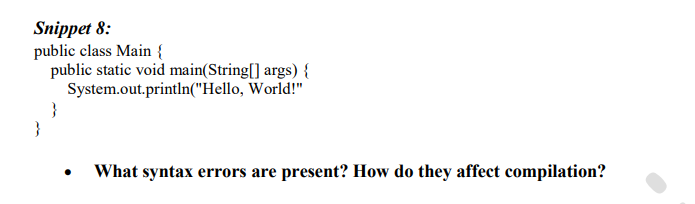 Snippet 8:
public class Main {
public static void main(String[] args) {
System.out.println("Hello, World!"
}
}
• What syntax errors are present? How do they affect compilation?